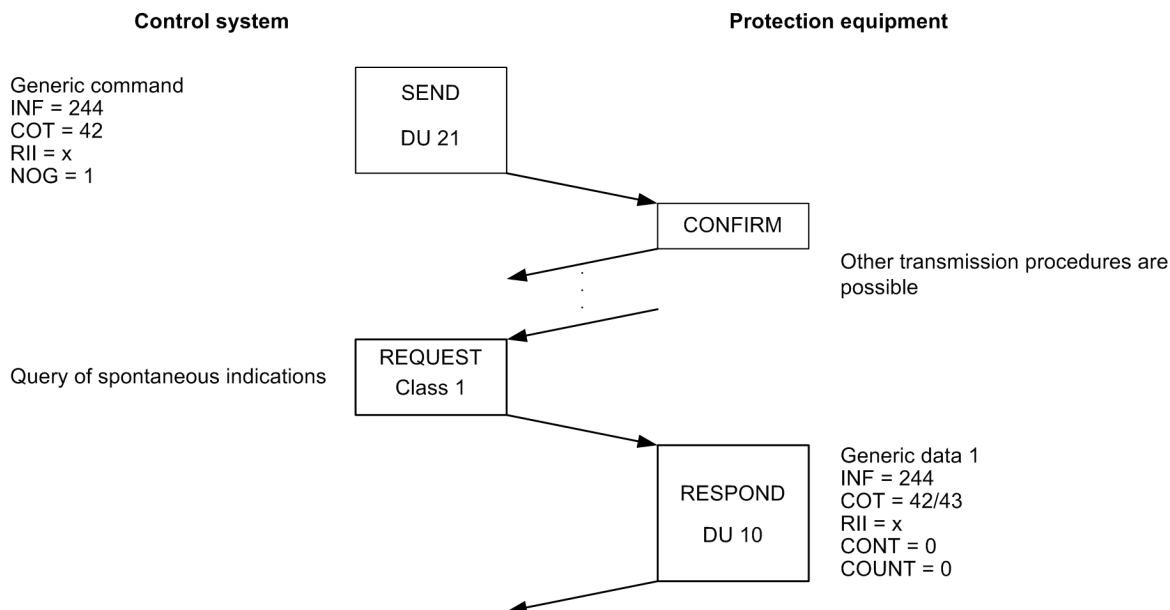 Control system
Protection equipment
Generic command
INF = 244
COT = 42
RII = x
NOG = 1
SEND
DU 21
CONFIRM
Other transmission procedures are
possible
Query of spontaneous indications
REQUEST
Class 1
RESPOND
DU 10
Generic data 1
INF = 244
COT = 42/43
RII = x
CONT = 0
COUNT = 0